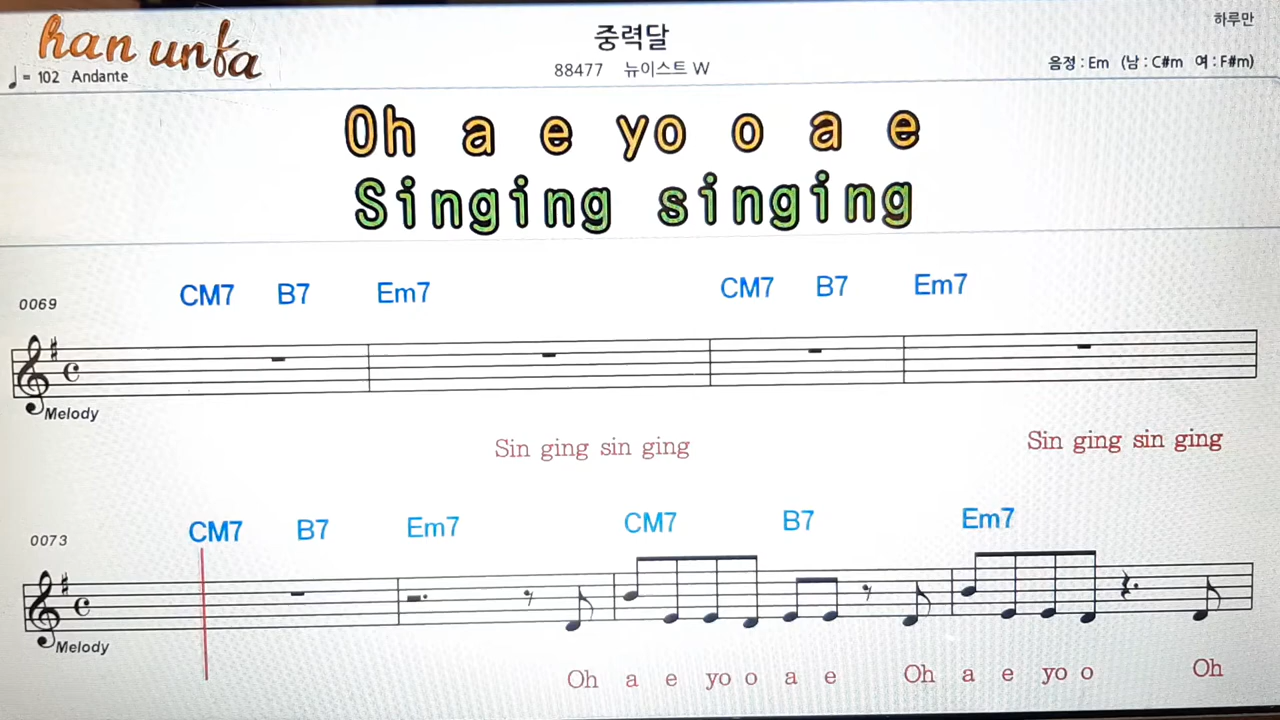 han unfa
중력달
하루만
= 102 Andante
88477 뉴이스트 W
음정 : Em (남 : C#m 여 : F#m)
Oh a e yo o a e
Singing singing
CM7 B7 Em7 CM7 B7 Em7
0069
Melody
Sin ging sin ging Sin ging sin ging
CM7 B7 Em7 CM7 B7 Em7
0073
Melody
Oh a e yo o a e Oh a e yo o Oh